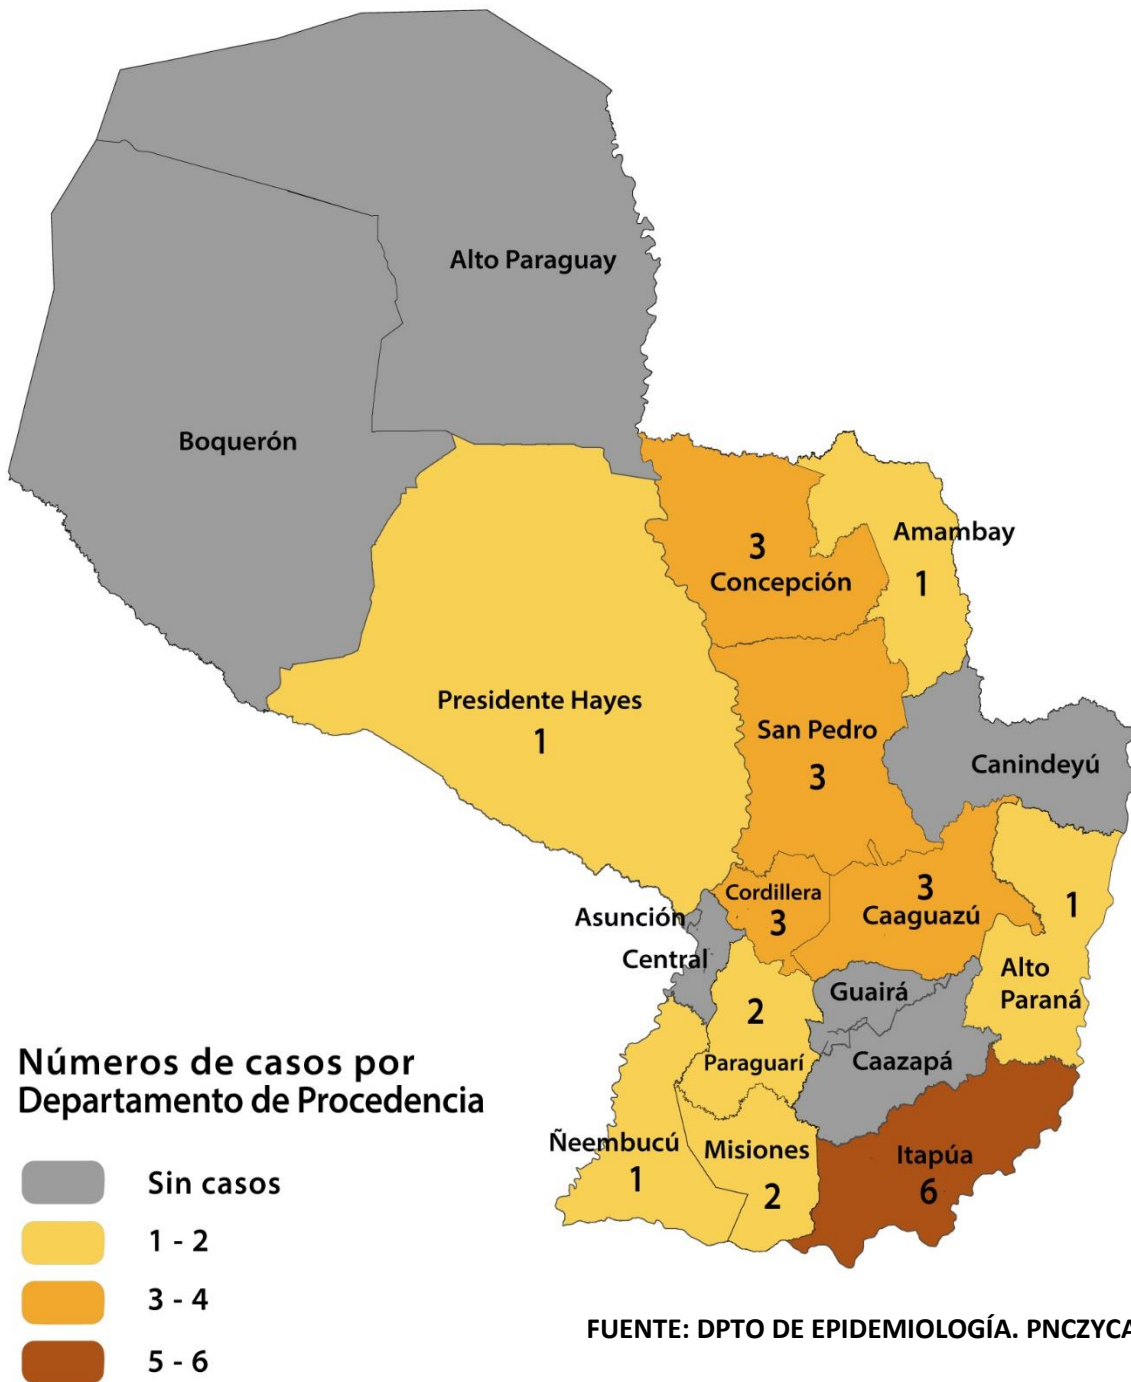 Alto Paraguay
Boquerón
Amambay
1
3
Concepción
Presidente Hayes
1
San Pedro
3
Canindeyú
Cordillera
3
3
Caaguazú
1
Alto
Paraná
Asunción
Central
Guairá
2
Paraguarí
Caazapá
Ñeembucú
1
Misiones
2
Itapúa
6
Números de casos por
Departamento de Procedencia
Sin casos
1 - 2
3 - 4
5 - 6
FUENTE: DPTO DE EPIDEMIOLOGÍA. PNCZYCA